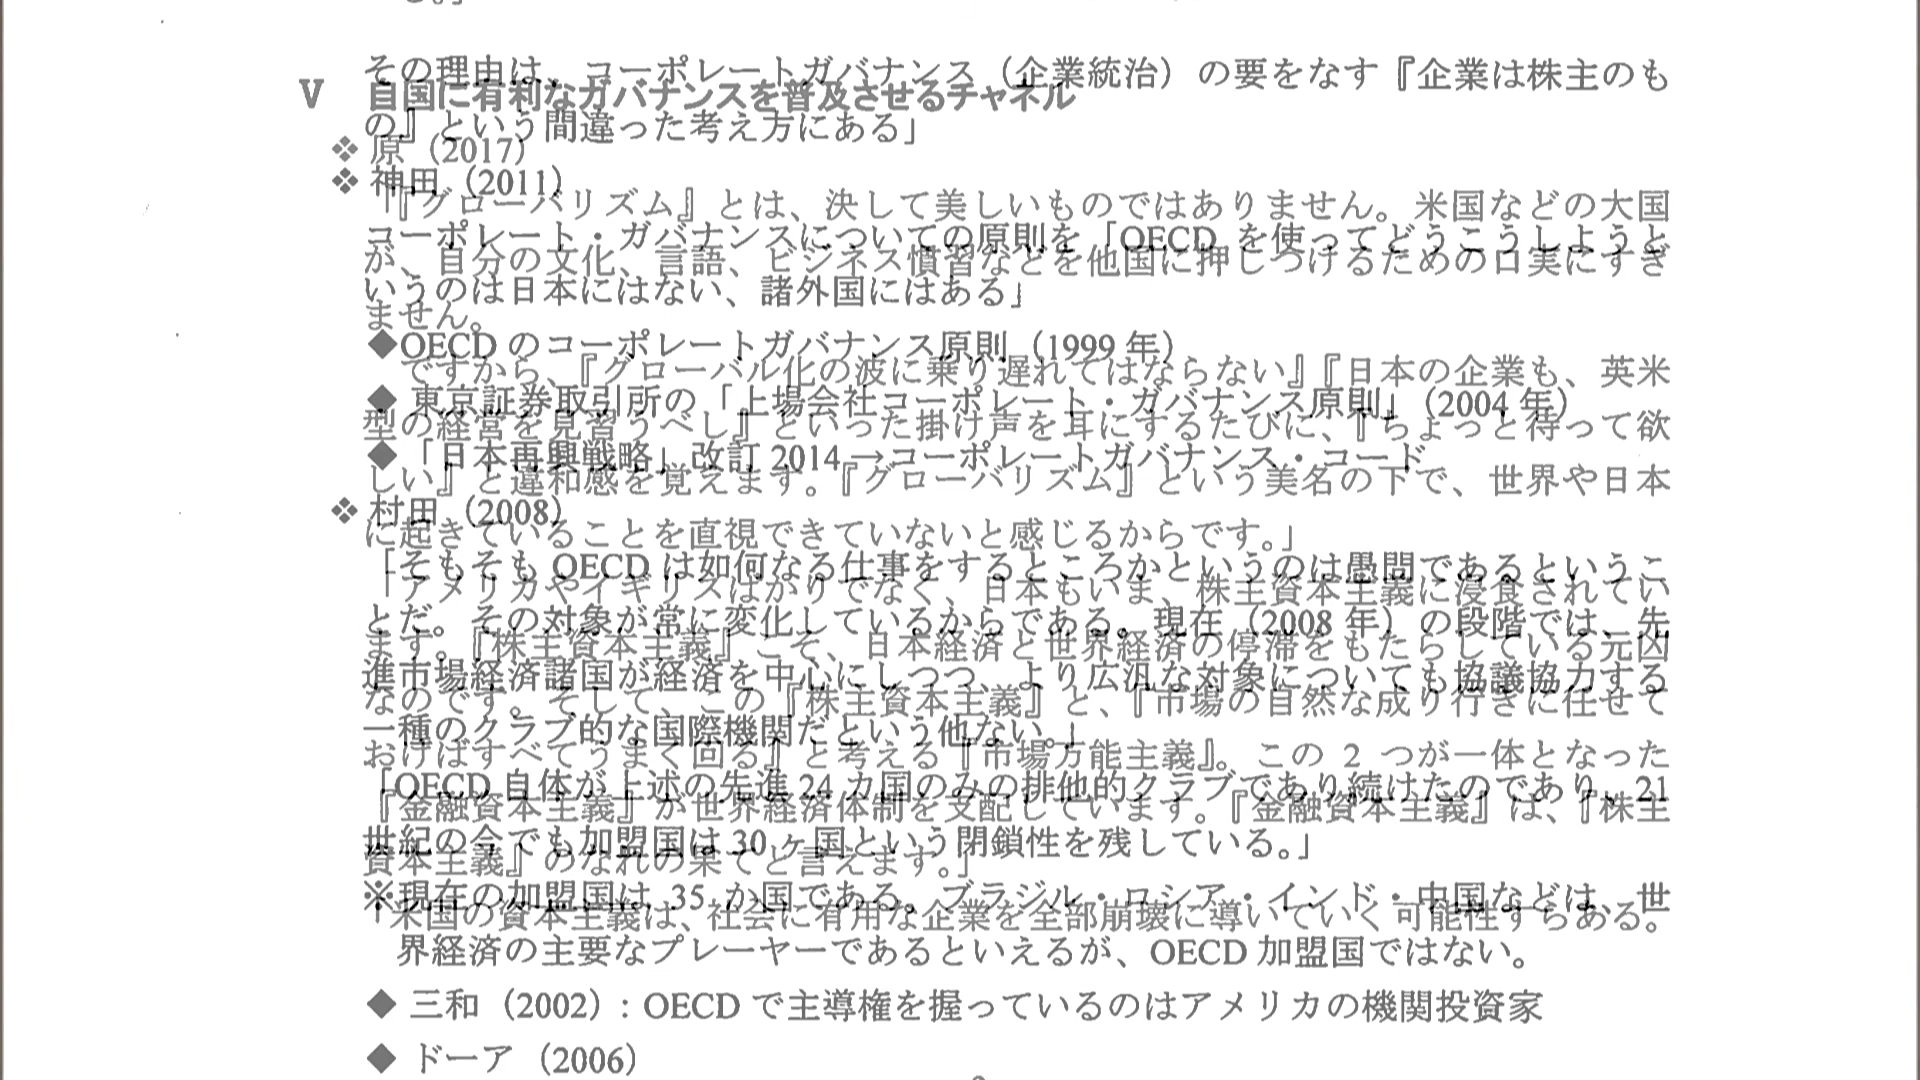 その理由は、コーポレートガバナンス（企業統治）の要をなす『企業は株主のも
V 自国に有利なガバナンスを普及させるチャネル
の』という間違った考え方にある」
❖ 原（2017）
❖ 神田（2011）
「『グローバリズム』とは、決して美しいものではありません。米国などの大国
コーポレート・ガバナンスについての原則を「OECD を使ってどうこうしようと
が、自分の文化、言語、ビジネス慣習などを他国に押しつけるための口実にすぎ
いうのは日本にはない、諸外国にはある」
ません。
◆OECD のコーポレートガバナンス原則（1999 年）
ですから、『グローバル化の波に乗り遅れてはならない』『日本の企業も、英米
◆ 東京証券取引所の「上場会社コーポレート・ガバナンス原則」（2004 年）
型の経営を見習うべし』といった掛け声を耳にするたびに、『ちょっと待って欲
◆「日本再興戦略」改訂 2014→コーポレートガバナンス・コード
しい』と違和感を覚えます。『グローバリズム』という美名の下で、世界や日本
❖ 村田（2008）
に起きていることを直視できていないと感じるからです。」
「そもそも OECD は如何なる仕事をするところかというのは愚問であるというこ
「アメリカやイギリスばかりでなく、日本もいま、株主資本主義に浸食されてい
とだ。その対象が常に変化しているからである。現在（2008 年）の段階では、先
ます。『株主資本主義』こそ、日本経済と世界経済の停滞をもたらしている元凶
進市場経済諸国が経済を中心にしつつ、より広汎な対象についても協議協力する
なのです。そして、この『株主資本主義』と、『市場の自然な成り行きに任せて
一種のクラブ的な国際機関だという他ない。」
おけばすべてうまく回る』と考える『市場万能主義』。この 2 つが一体となった
「OECD 自体が上述の先進 24 カ国のみの排他的クラブであり続けたのであり、21
『金融資本主義』が世界経済体制を支配しています。『金融資本主義』は、『株主
世紀の今でも加盟国は 30 ヶ国という閉鎖性を残している。」
資本主義』のなれの果てと言えます。」
※現在の加盟国は、35 か国である。ブラジル・ロシア・インド・中国などは、世
「米国の資本主義は、社会に有用な企業を全部崩壊に導いていく可能性すらある。
界経済の主要なプレーヤーであるといえるが、OECD 加盟国ではない。
◆ 三和（2002）: OECD で主導権を握っているのはアメリカの機関投資家
◆ ドーア（2006）